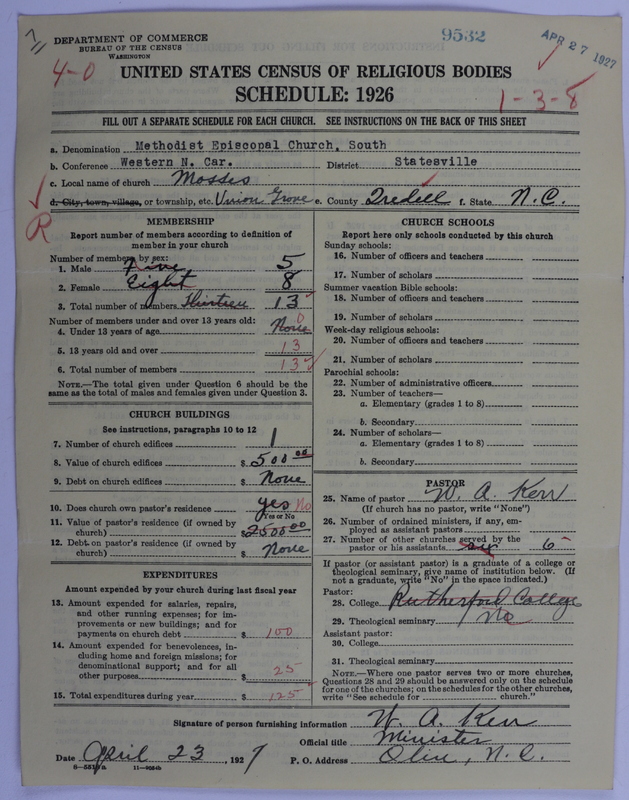 DEPARTMENT OF COMMERCE
BUREAU OF THE CENSUS
WASHINGTON
9532
APR 27 1927
4-0
UNITED STATES CENSUS OF RELIGIOUS BODIES
SCHEDULE: 1926
1-3-8
FILL OUT A SEPARATE SCHEDULE FOR EACH CHURCH. SEE INSTRUCTIONS ON THE BACK OF THIS SHEET
a. Denomination Methodist Episcopal Church, South
b. Conference Western N. Car. District Statesville
c. Local name of church Mosses
d. City, town, village, or township, etc. Union Grove e. County Iredell f. State N.C.
R
MEMBERSHIP
Report number of members according to definition of
member in your church
Number of members by sex:
1. Male Five 5
2. Female Eight 8
3. Total number of members Thirteen 13
Number of members under and over 13 years old: 0
4. Under 13 years of age None
5. 13 years old and over 13
6. Total number of members 13
NOTE.—The total given under Question 6 should be the
same as the total of males and females given under Question 3.
CHURCH BUILDINGS
See instructions, paragraphs 10 to 12
7. Number of church edifices 1
8. Value of church edifices $ 500 00
9. Debt on church edifices $ None
10. Does church own pastor's residence yes No
Yes or No
11. Value of pastor's residence (if owned by
church) $ 2500 00
12. Debt on pastor's residence (if owned by
church) $ None
EXPENDITURES
Amount expended by your church during last fiscal year
13. Amount expended for salaries, repairs,
and other running expenses; for im-
provements or new buildings; and for
payments on church debt $ 100
14. Amount expended for benevolences, in-
cluding home and foreign missions; for
denominational support; and for all
other purposes $ 25
15. Total expenditures during year $ 125
CHURCH SCHOOLS
Report here only schools conducted by this church
Sunday schools:
16. Number of officers and teachers
17. Number of scholars
Summer vacation Bible schools:
18. Number of officers and teachers
19. Number of scholars
Week-day religious schools:
20. Number of officers and teachers
21. Number of scholars
Parochial schools:
22. Number of administrative officers
23. Number of teachers—
a. Elementary (grades 1 to 8)
b. Secondary
24. Number of scholars—
a. Elementary (grades 1 to 8)
b. Secondary
PASTOR
25. Name of pastor W. A. Kerr
(If church has no pastor, write "None")
26. Number of ordained ministers, if any, em-
ployed as assistant pastors
27. Number of other churches served by the
pastor or his assistants six 6
If pastor (or assistant pastor) is a graduate of a college or
theological seminary, give name of institution below. (If
not a graduate, write "No" in the space indicated.)
Pastor:
28. College Rutherford College
29. Theological seminary No
Assistant pastor:
30. College
31. Theological seminary
NOTE.—Where one pastor serves two or more churches,
Questions 28 and 29 should be answered only on the schedule
for one of the churches; on the schedules for the other churches,
write "See schedule for church."
Signature of person furnishing information W. A. Kerr
Official title Minister
Date April 23, 1927 P. O. Address Olin, N. C.